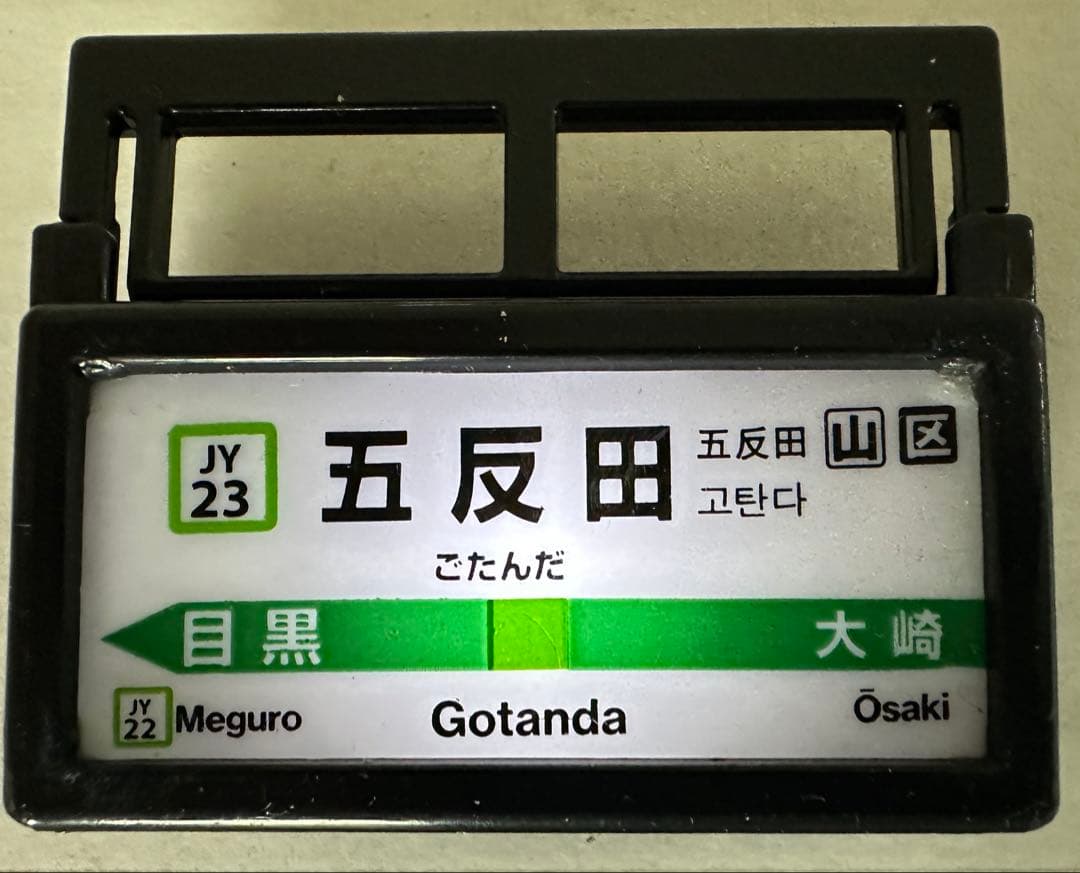 JY
23
五反田
五反田
고탄다
山 区
ごたんだ
目黒
大崎
JY
22
Meguro
Gotanda
Ōsaki